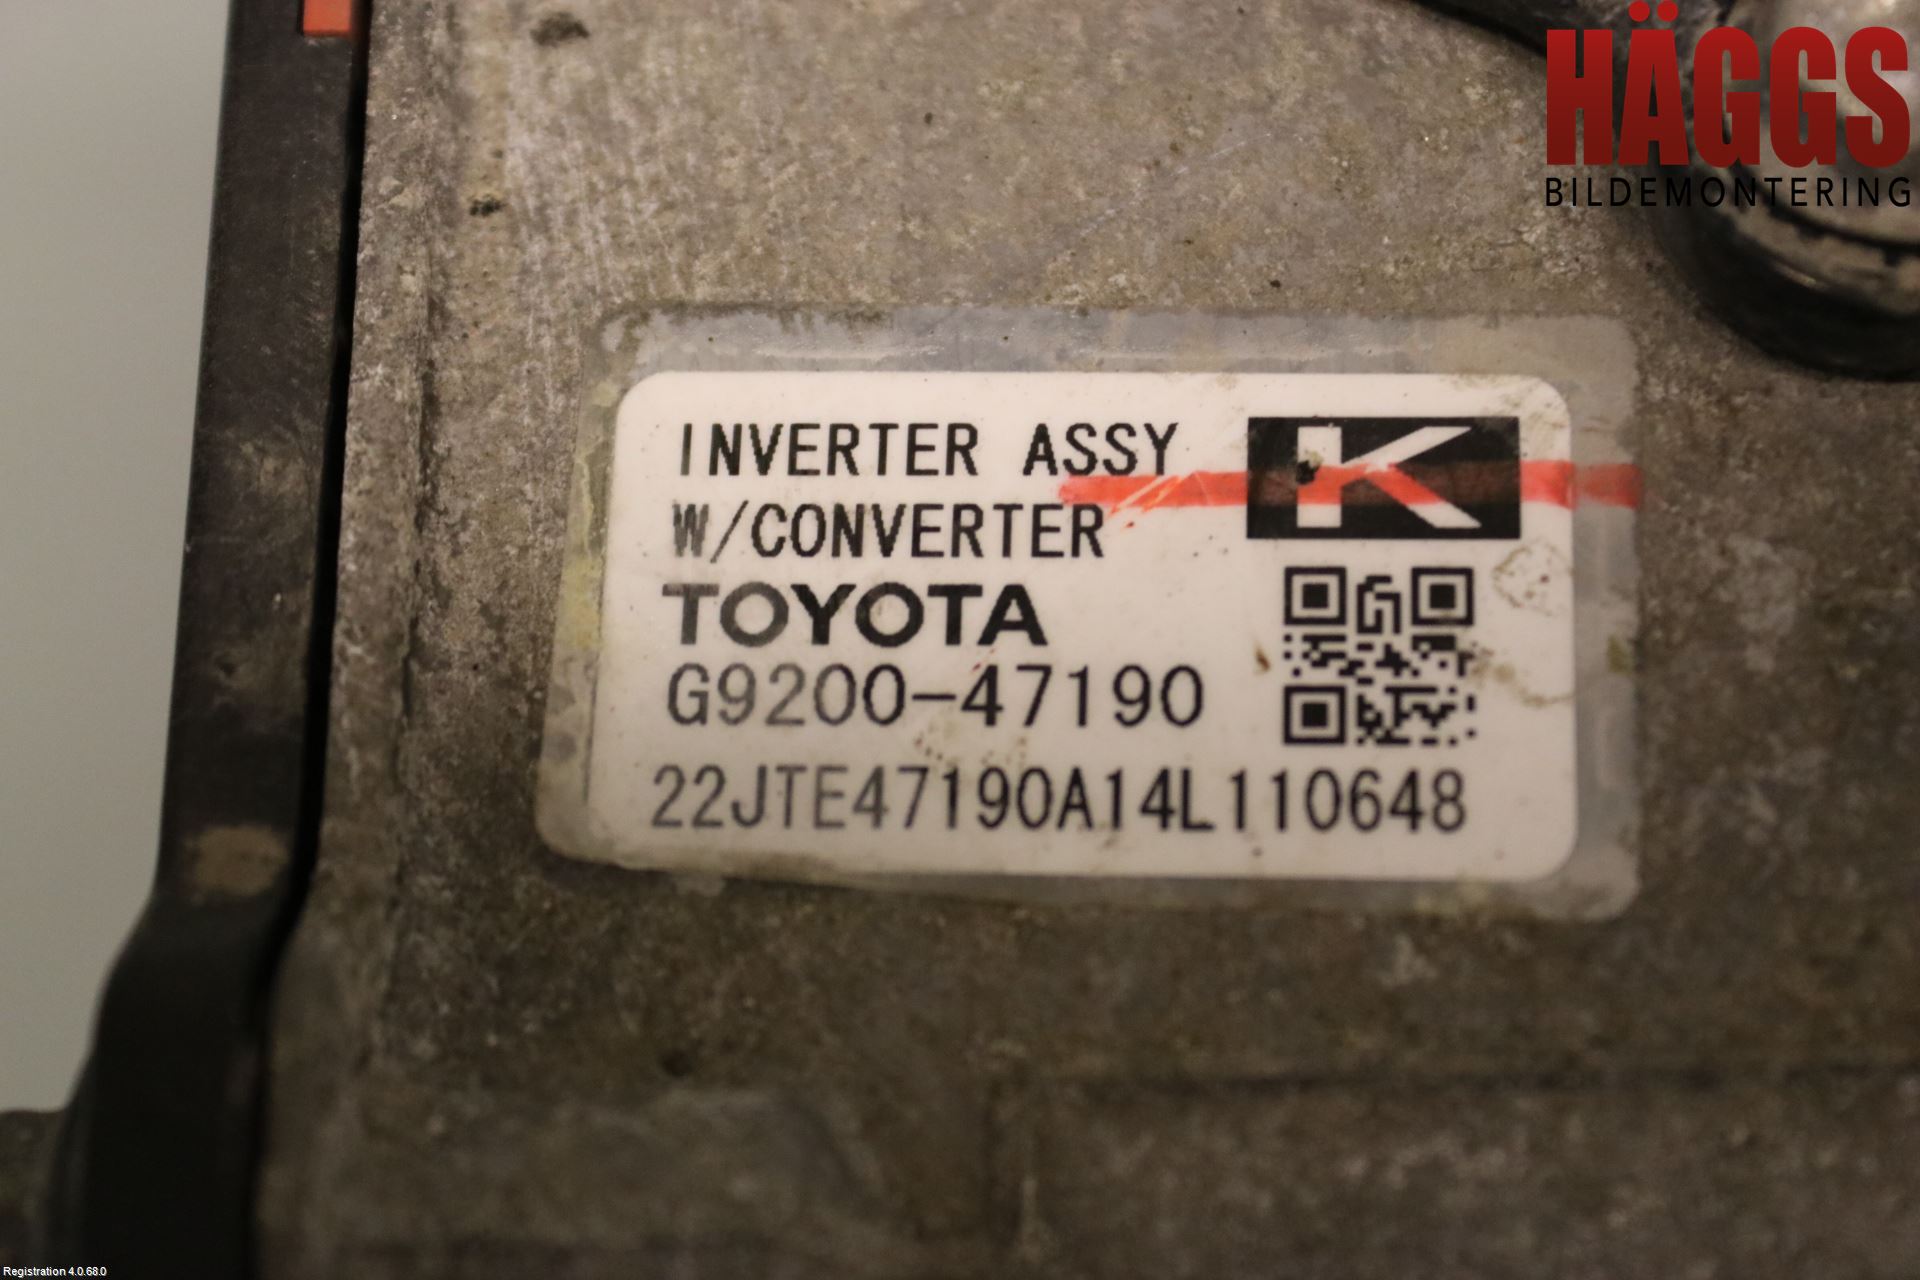 HÄGGS
BILDEMONTERING
INVERTER ASSY
K
W/CONVERTER
TOYOTA
G9200-47190
22JTE47190A14L110648
Registration 4.0.68.0